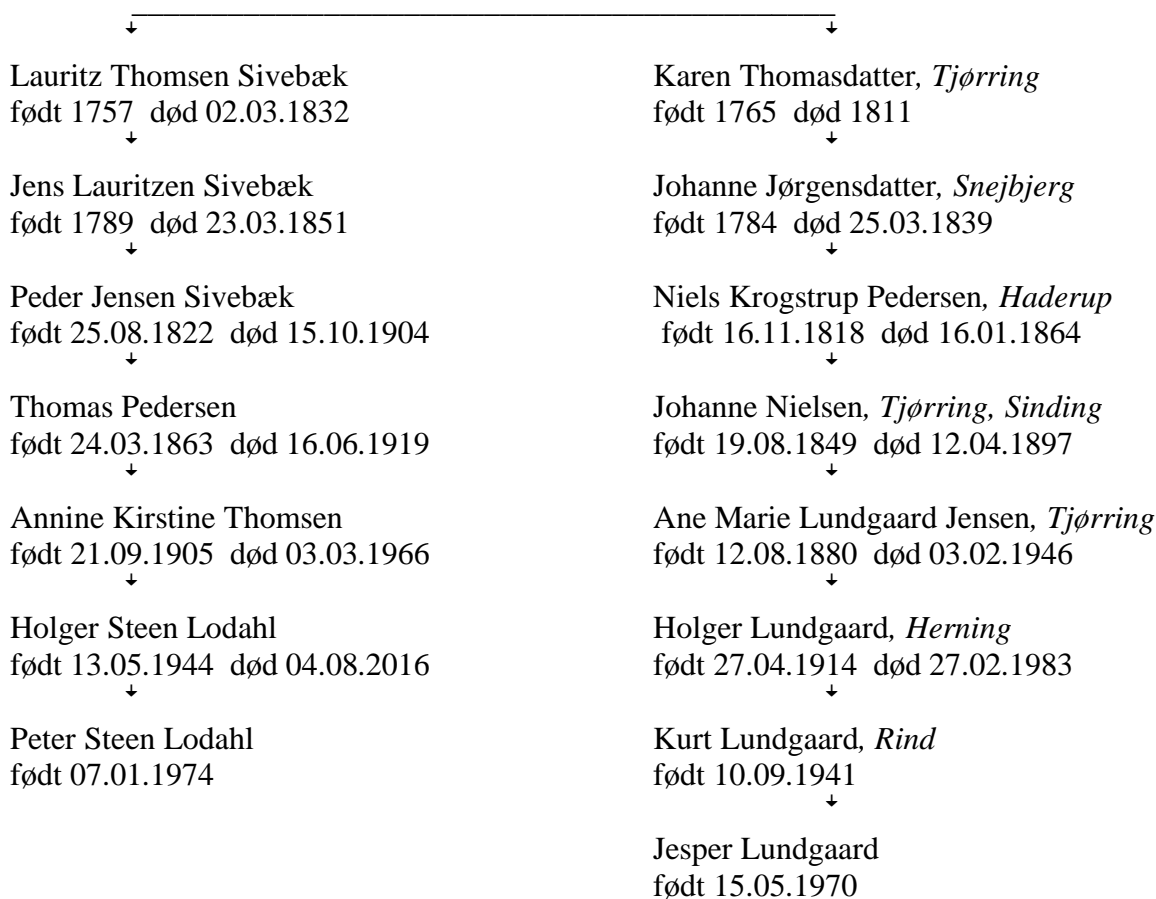 Lauritz Thomsen Sivebæk
født 1757 død 02.03.1832
Jens Lauritzen Sivebæk
født 1789 død 23.03.1851
Peder Jensen Sivebæk
født 25.08.1822 død 15.10.1904
Thomas Pedersen
født 24.03.1863 død 16.06.1919
Annine Kirstine Thomsen
født 21.09.1905 død 03.03.1966
Holger Steen Lodahl
født 13.05.1944 død 04.08.2016
Peter Steen Lodahl
født 07.01.1974
Karen Thomasdatter, Tjørring
født 1765 død 1811
Johanne Jørgensdatter, Snejbjerg
født 1784 død 25.03.1839
Niels Krogstrup Pedersen, Haderup
født 16.11.1818 død 16.01.1864
Johanne Nielsen, Tjørring, Sinding
født 19.08.1849 død 12.04.1897
Ane Marie Lundgaard Jensen, Tjørring
født 12.08.1880 død 03.02.1946
Holger Lundgaard, Herning
født 27.04.1914 død 27.02.1983
Kurt Lundgaard, Rind
født 10.09.1941
Jesper Lundgaard
født 15.05.1970